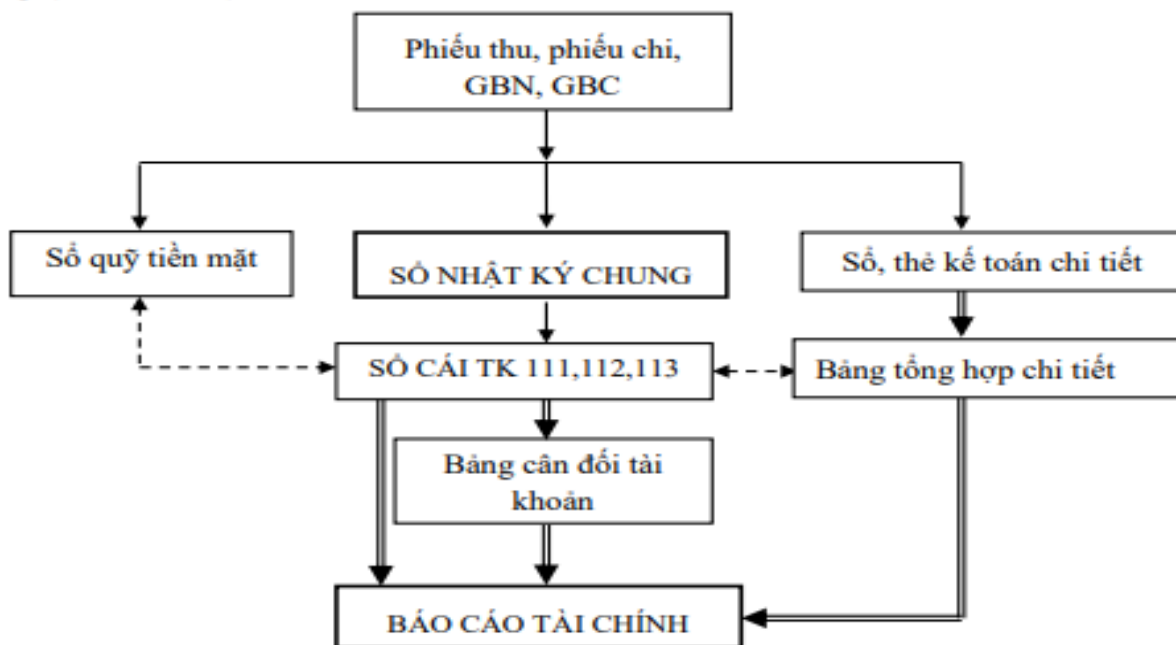 Phiếu thu, phiếu chi,
GBN, GBC
Sổ quỹ tiền mặt
SỔ NHẬT KÝ CHUNG
Sổ, thẻ kế toán chi tiết
SỔ CÁI TK 111,112,113
Bảng tổng hợp chi tiết
Bảng cân đối tài
khoản
BÁO CÁO TÀI CHÍNH